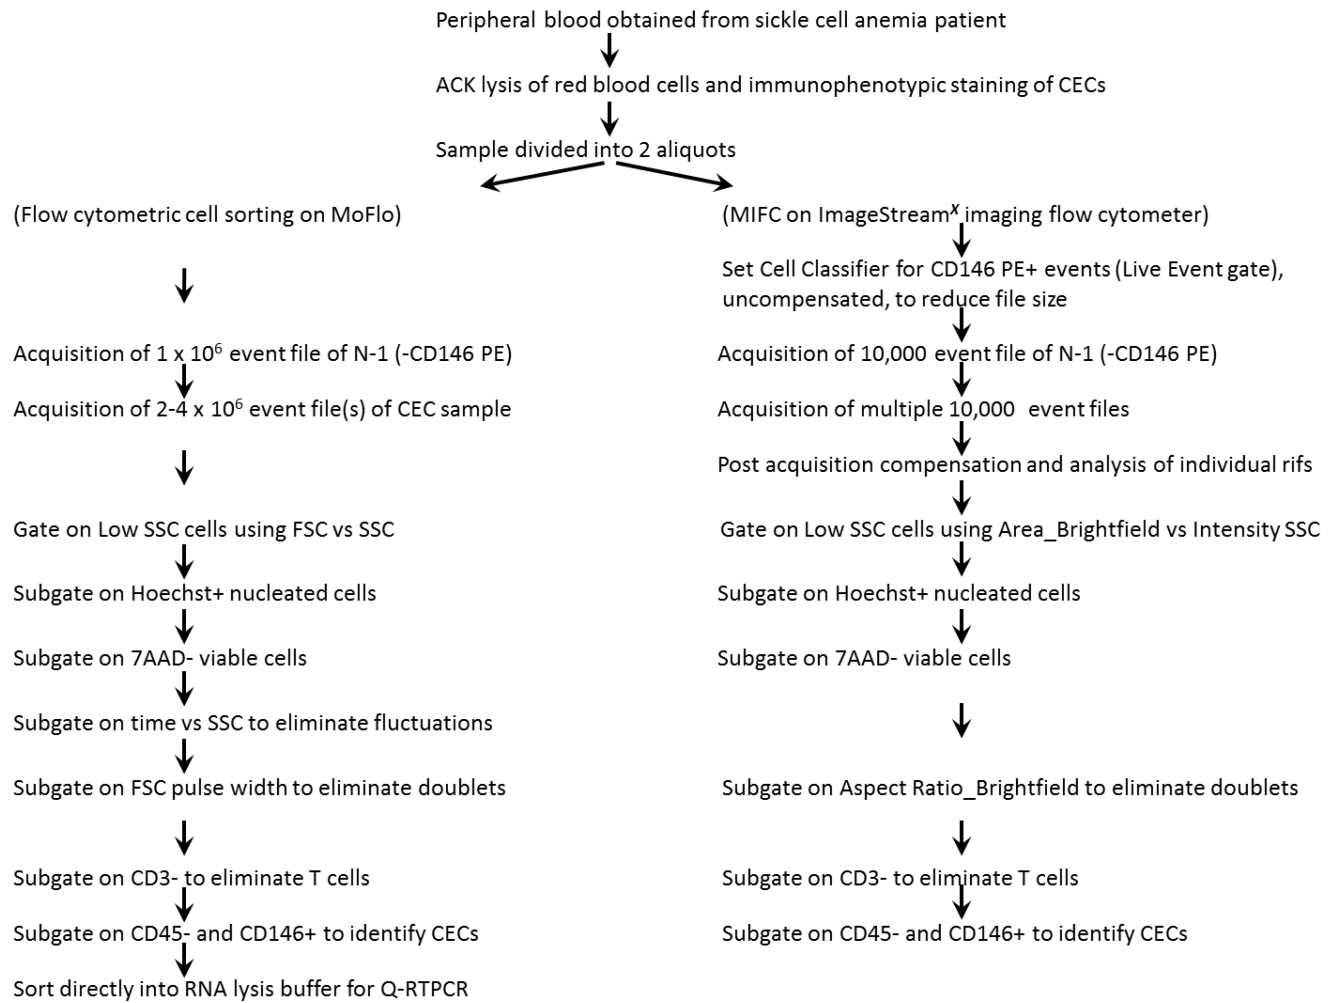 Peripheral blood obtained from sickle cell anemia patient
ACK lysis of red blood cells and immunophenotypic staining of CECs
Sample divided into 2 aliquots
(Flow cytometric cell sorting on MoFlo)
Acquisition of 1 x 10⁶ event file of N-1 (-CD146 PE)
Acquisition of 2-4 x 10⁶ event file(s) of CEC sample
Gate on Low SSC cells using FSC vs SSC
Subgate on Hoechst+ nucleated cells
Subgate on 7AAD- viable cells
Subgate on time vs SSC to eliminate fluctuations
Subgate on FSC pulse width to eliminate doublets
Subgate on CD3- to eliminate T cells
Subgate on CD45- and CD146+ to identify CECs
Sort directly into RNA lysis buffer for Q-RTPCR
(MIFC on ImageStreamˣ imaging flow cytometer)
Set Cell Classifier for CD146 PE+ events (Live Event gate),
uncompensated, to reduce file size
Acquisition of 10,000 event file of N-1 (-CD146 PE)
Acquisition of multiple 10,000 event files
Post acquisition compensation and analysis of individual rifs
Gate on Low SSC cells using Area_Brightfield vs Intensity SSC
Subgate on Hoechst+ nucleated cells
Subgate on 7AAD- viable cells
Subgate on Aspect Ratio_Brightfield to eliminate doublets
Subgate on CD3- to eliminate T cells
Subgate on CD45- and CD146+ to identify CECs